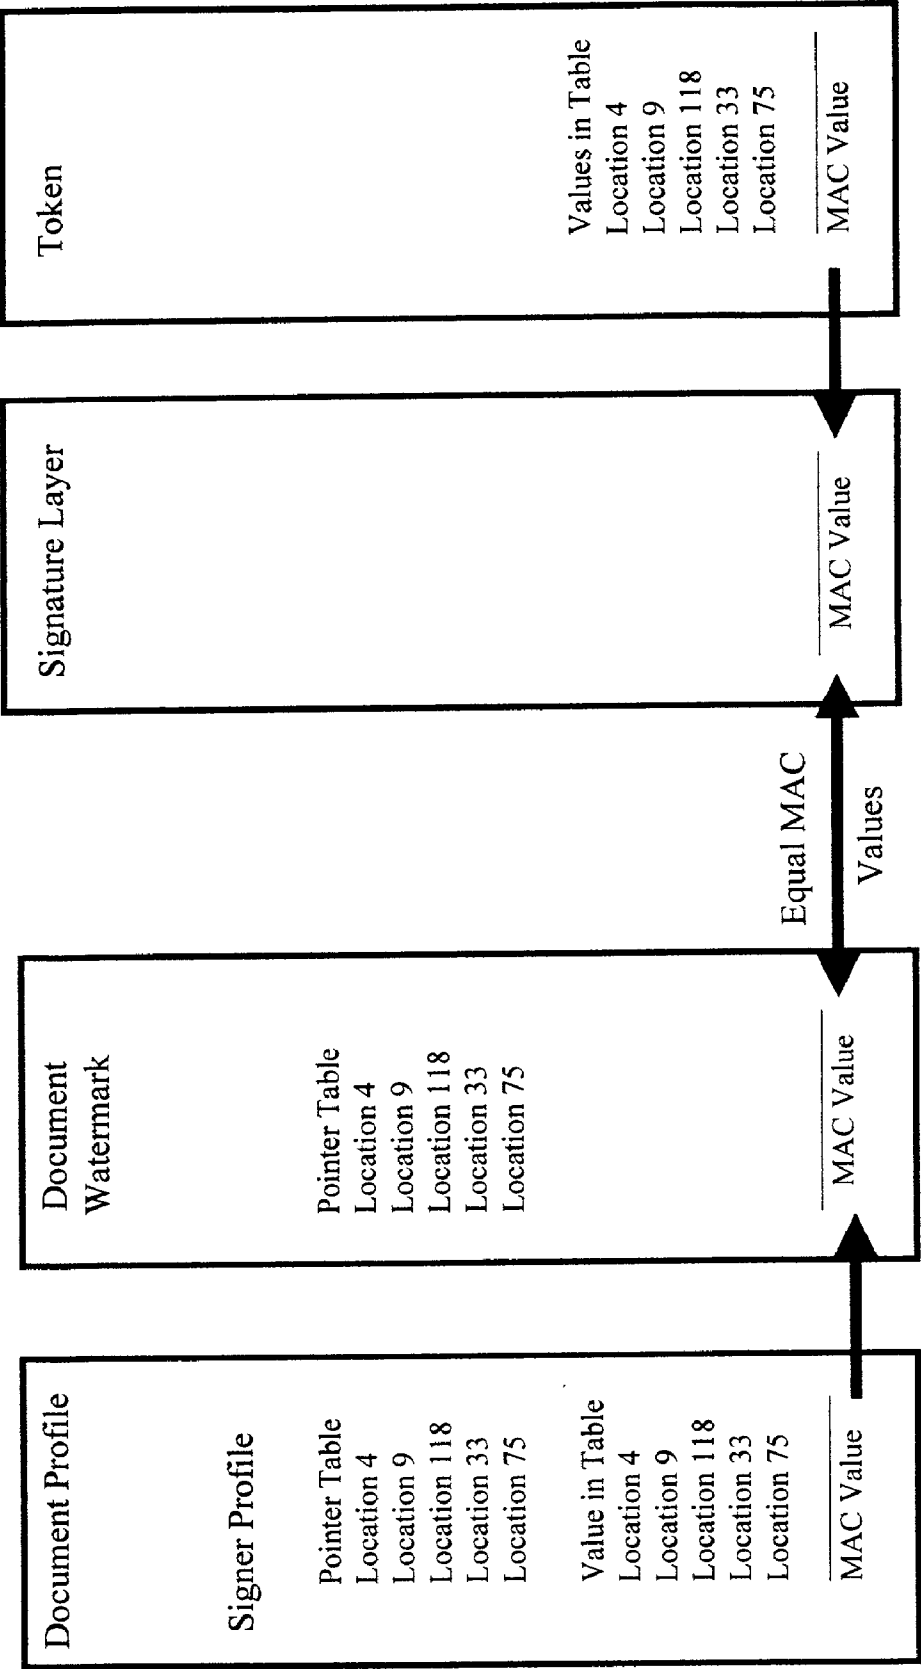 Document Profile
Signer Profile
Pointer Table
Location 4
Location 9
Location 118
Location 33
Location 75
Value in Table
Location 4
Location 9
Location 118
Location 33
Location 75
MAC Value
Document
Watermark
Pointer Table
Location 4
Location 9
Location 118
Location 33
Location 75
MAC Value
Equal MAC
Values
Signature Layer
MAC Value
Token
Values in Table
Location 4
Location 9
Location 118
Location 33
Location 75
MAC Value